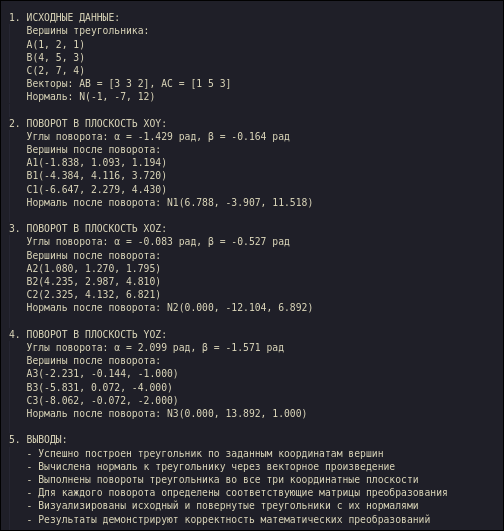 1. ИСХОДНЫЕ ДАННЫЕ:
Вершины треугольника:
A(1, 2, 1)
B(4, 5, 3)
C(2, 7, 4)
Векторы: AB = [3 3 2], AC = [1 5 3]
Нормаль: N(-1, -7, 12)
2. ПОВОРОТ В ПЛОСКОСТЬ XOY:
Углы поворота: α = -1.429 рад, β = -0.164 рад
Вершины после поворота:
A1(-1.838, 1.093, 1.194)
B1(-4.384, 4.116, 3.720)
C1(-6.647, 2.279, 4.430)
Нормаль после поворота: N1(6.788, -3.907, 11.518)
3. ПОВОРОТ В ПЛОСКОСТЬ XOZ:
Углы поворота: α = -0.083 рад, β = -0.527 рад
Вершины после поворота:
A2(1.080, 1.270, 1.795)
B2(4.235, 2.987, 4.810)
C2(2.325, 4.132, 6.821)
Нормаль после поворота: N2(0.000, -12.104, 6.892)
4. ПОВОРОТ В ПЛОСКОСТЬ YOZ:
Углы поворота: α = 2.099 рад, β = -1.571 рад
Вершины после поворота:
A3(-2.231, -0.144, -1.000)
B3(-5.831, 0.072, -4.000)
C3(-8.062, -0.072, -2.000)
Нормаль после поворота: N3(0.000, 13.892, 1.000)
5. ВЫВОДЫ:
- Успешно построен треугольник по заданным координатам вершин
- Вычислена нормаль к треугольнику через векторное произведение
- Выполнены повороты треугольника во все три координатные плоскости
- Для каждого поворота определены соответствующие матрицы преобразования
- Визуализированы исходный и повернутые треугольники с их нормалями
- Результаты демонстрируют корректность математических преобразований